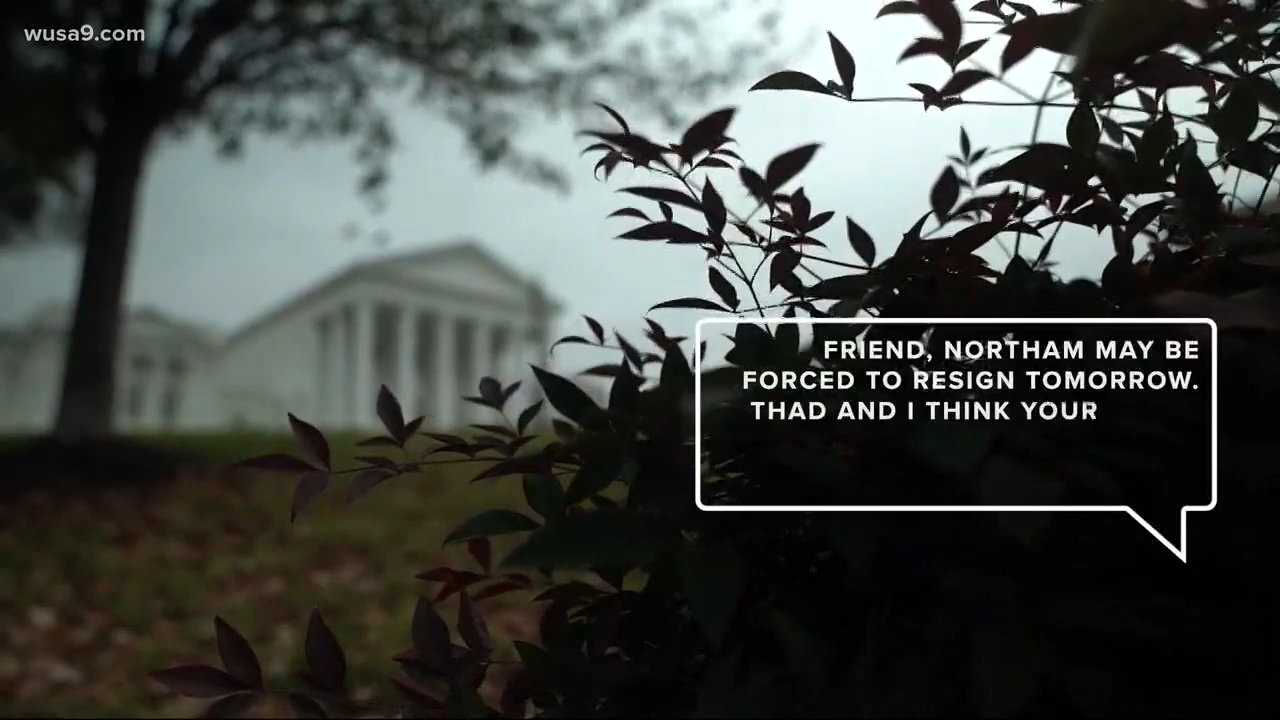 wusa9.com
FRIEND, NORTHAM MAY BE
FORCED TO RESIGN TOMORROW.
THAD AND I THINK YOUR